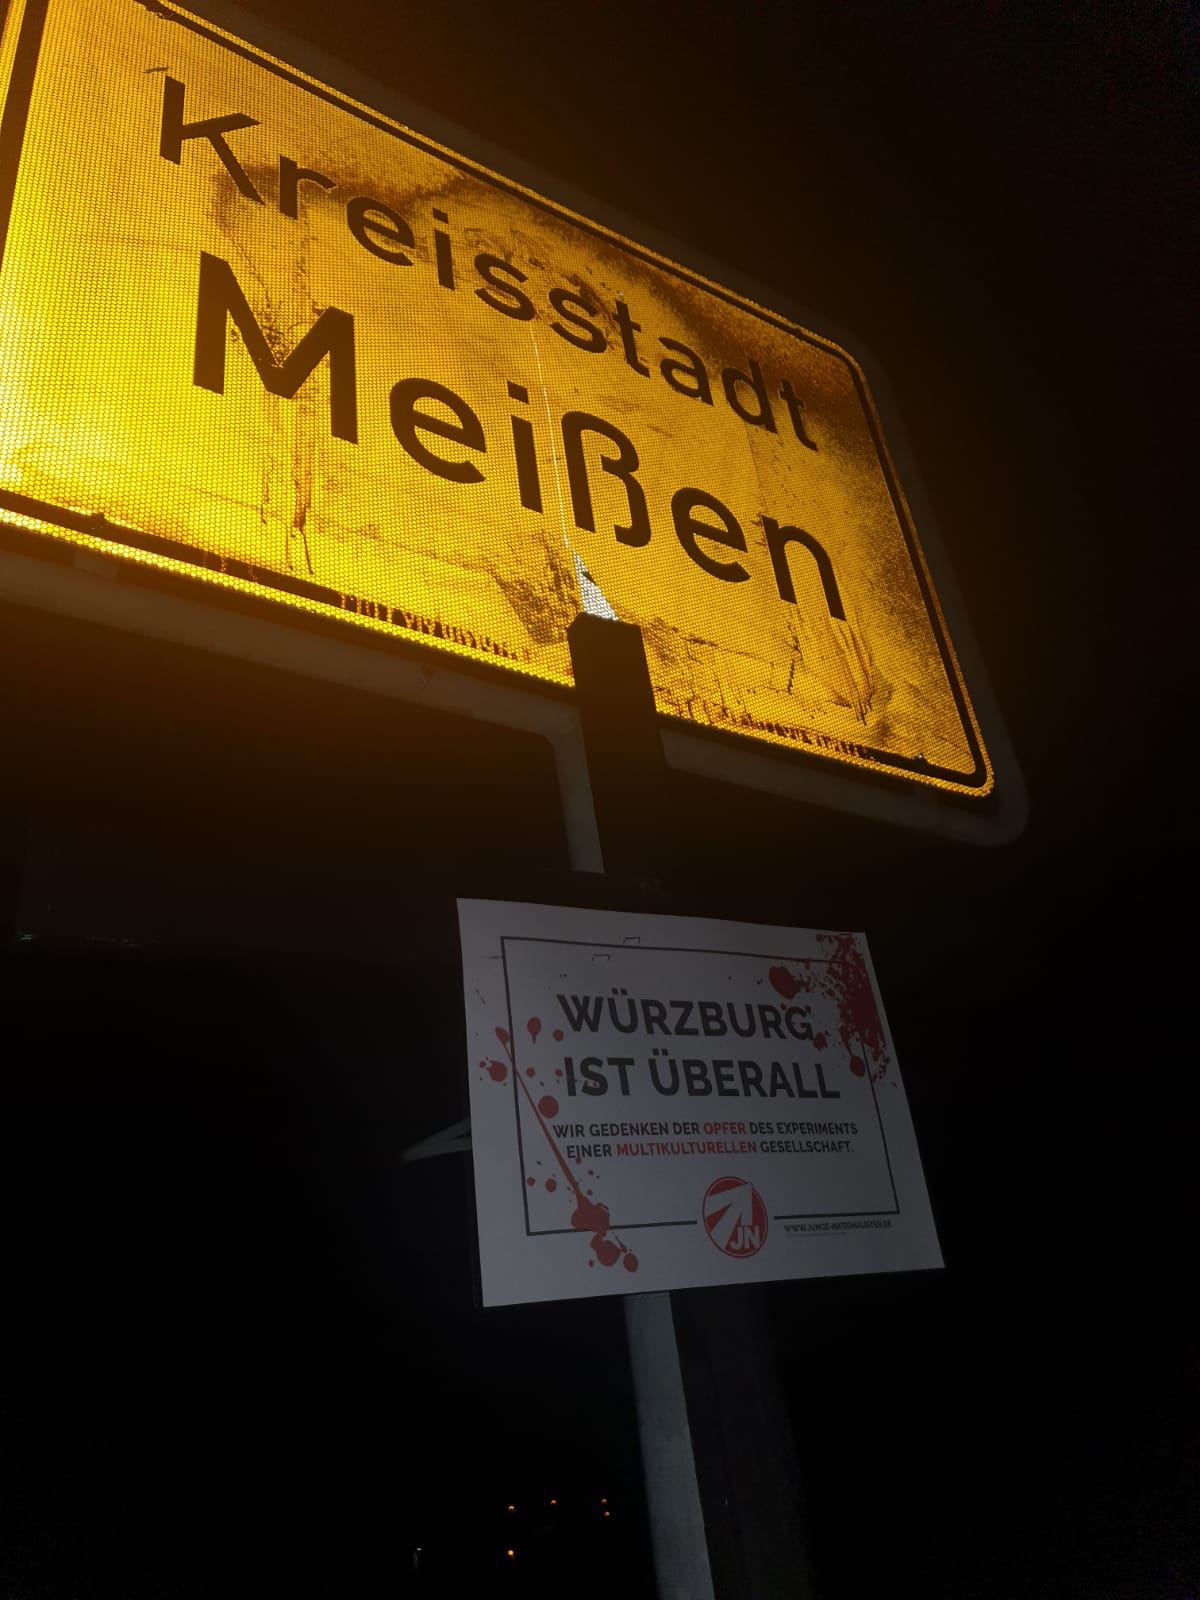 Kreisstadt
Meißen
WÜRZBURG
IST ÜBERALL
WIR GEDENKEN DER OPFER DES EXPERIMENTS
EINER MULTIKULTURELLEN GESELLSCHAFT.
JN
WWW.JUNGE-NATIONALISTEN.DE